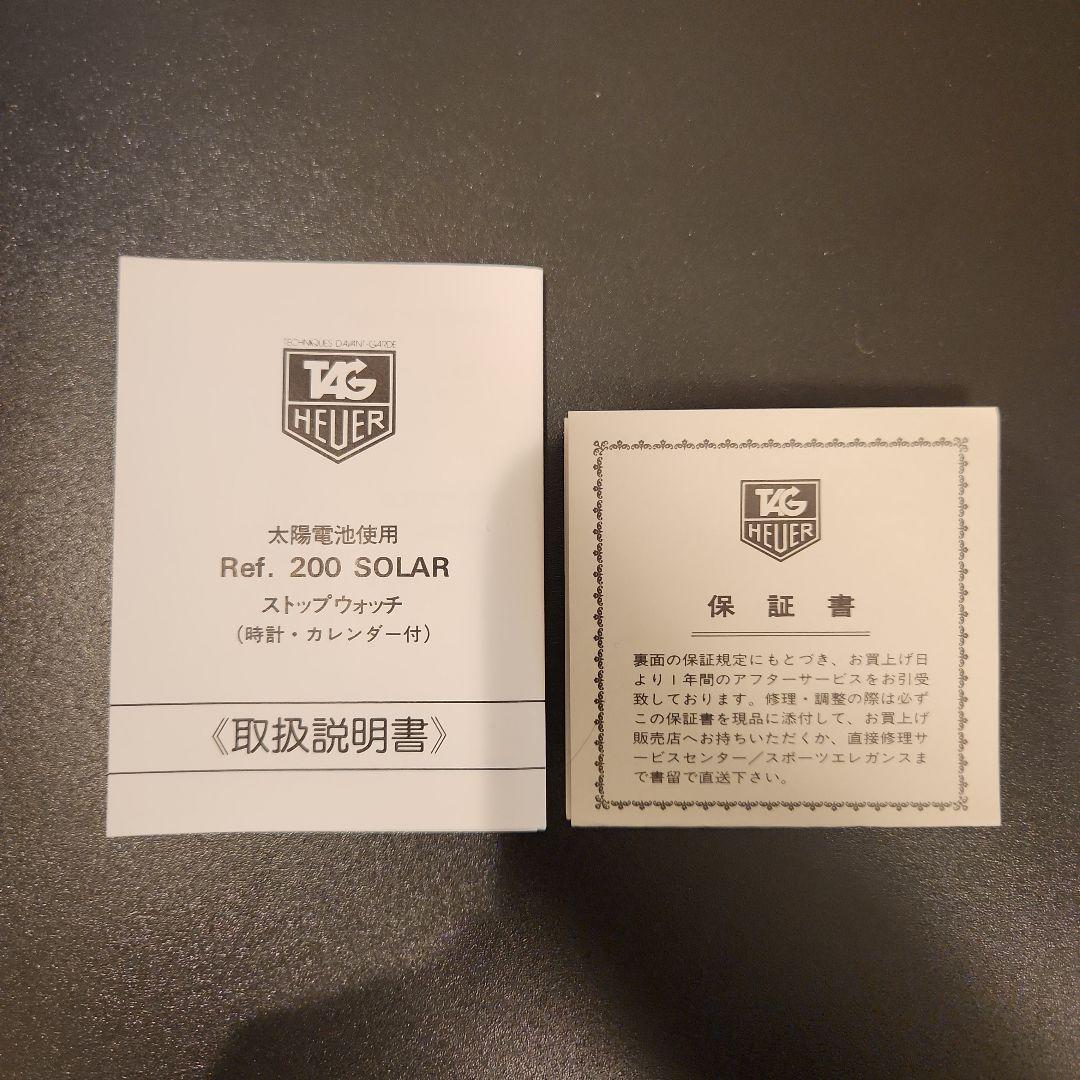 TECHNIQUES D'AVANT-GARDE
TAG
HEUER
太陽電池使用
Ref. 200 SOLAR
ストップウォッチ
(時計・カレンダー付)
《取扱説明書》
TAG
HEUER
保証書
裏面の保証規定にもとづき、お買上げ日
より1年間のアフターサービスをお引受
致しております。修理・調整の際は必ず
この保証書を現品に添付して、お買上げ
販売店へお持ちいただくか、直接修理サ
ービスセンター／スポーツエレガンスま
で書留で直送下さい。